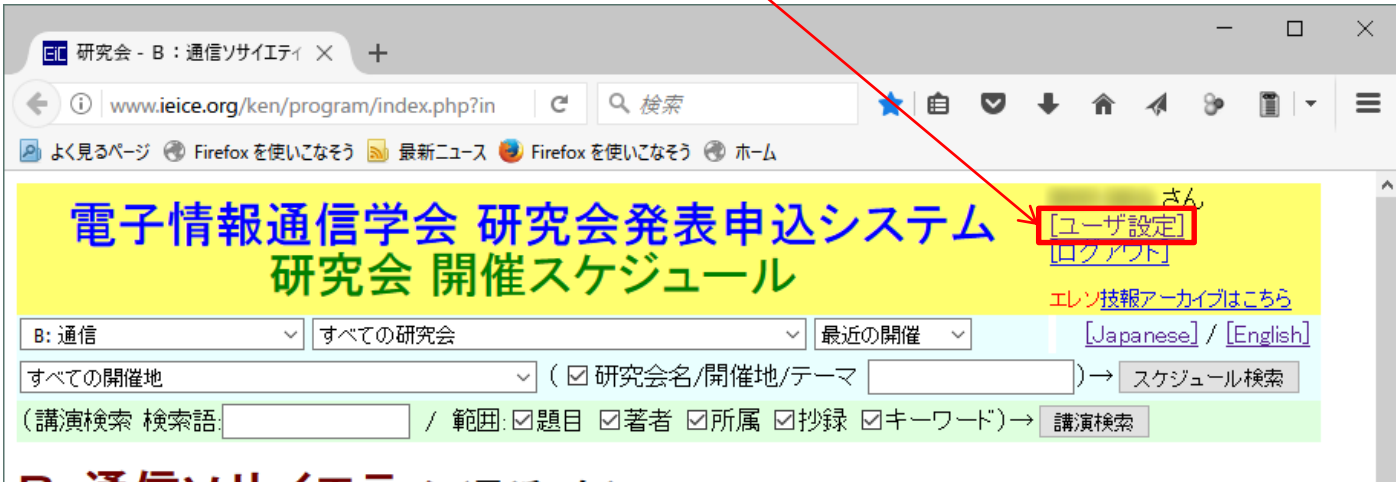 EiC 研究会 - B：通信ソサイエティ
www.ieice.org/ken/program/index.php?in
検索
よく見るページ Firefox を使いこなそう 最新ニュース Firefox を使いこなそう ホーム
さん
電子情報通信学会 研究会発表申込システム
[ユーザ設定]
研究会 開催スケジュール
[ログアウト]
エレソ技報アーカイブはこちら
B: 通信 すべての研究会 最近の開催 [Japanese] / [English]
すべての開催地 ( 研究会名/開催地/テーマ )→ スケジュール検索
(講演検索 検索語: / 範囲: 題目 著者 所属 抄録 キーワード)→ 講演検索